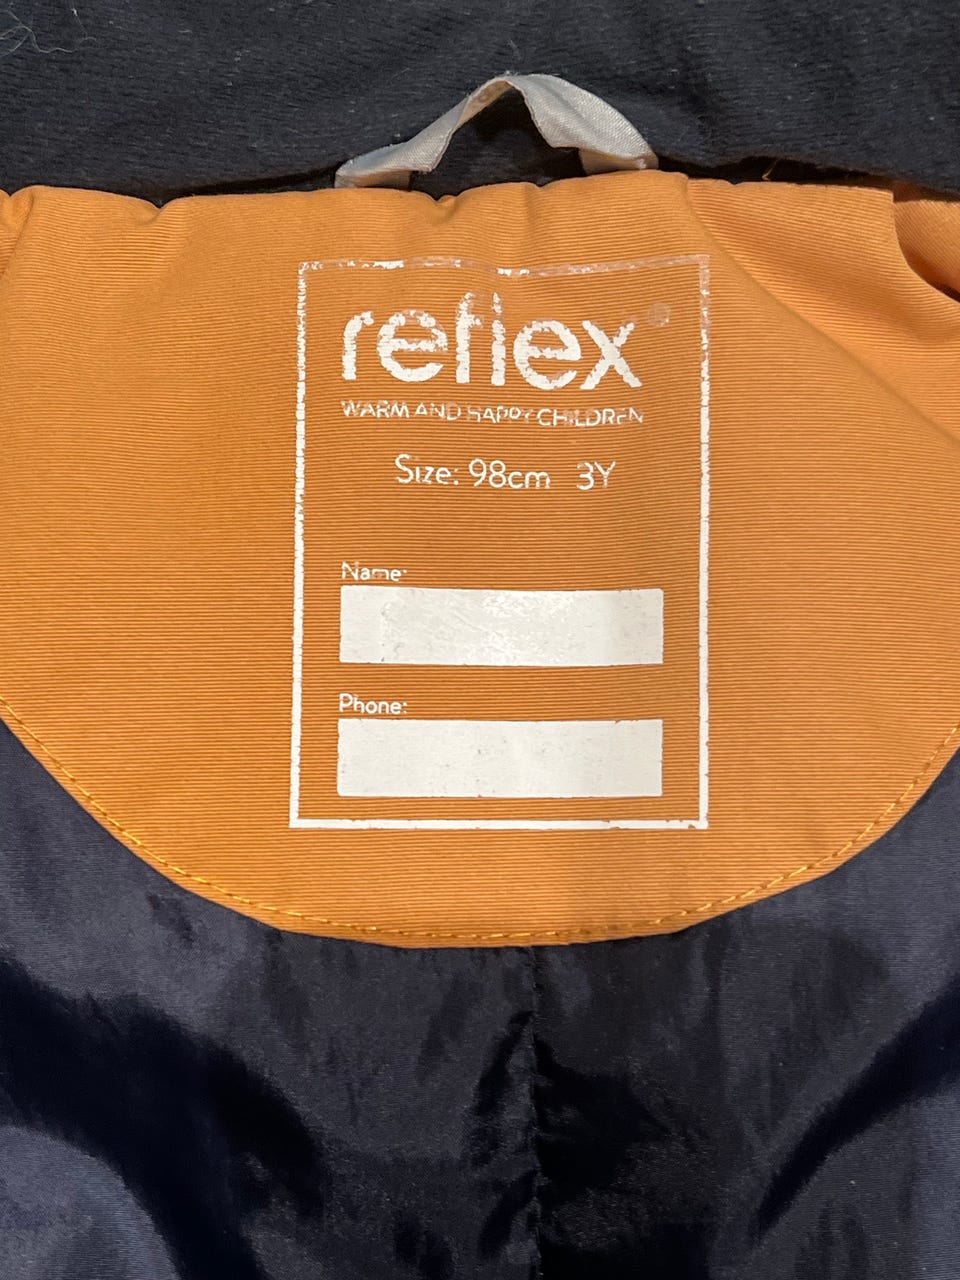 reflex®
WARM AND HAPPY CHILDREN
Size: 98cm 3Y
Name:
Phone: